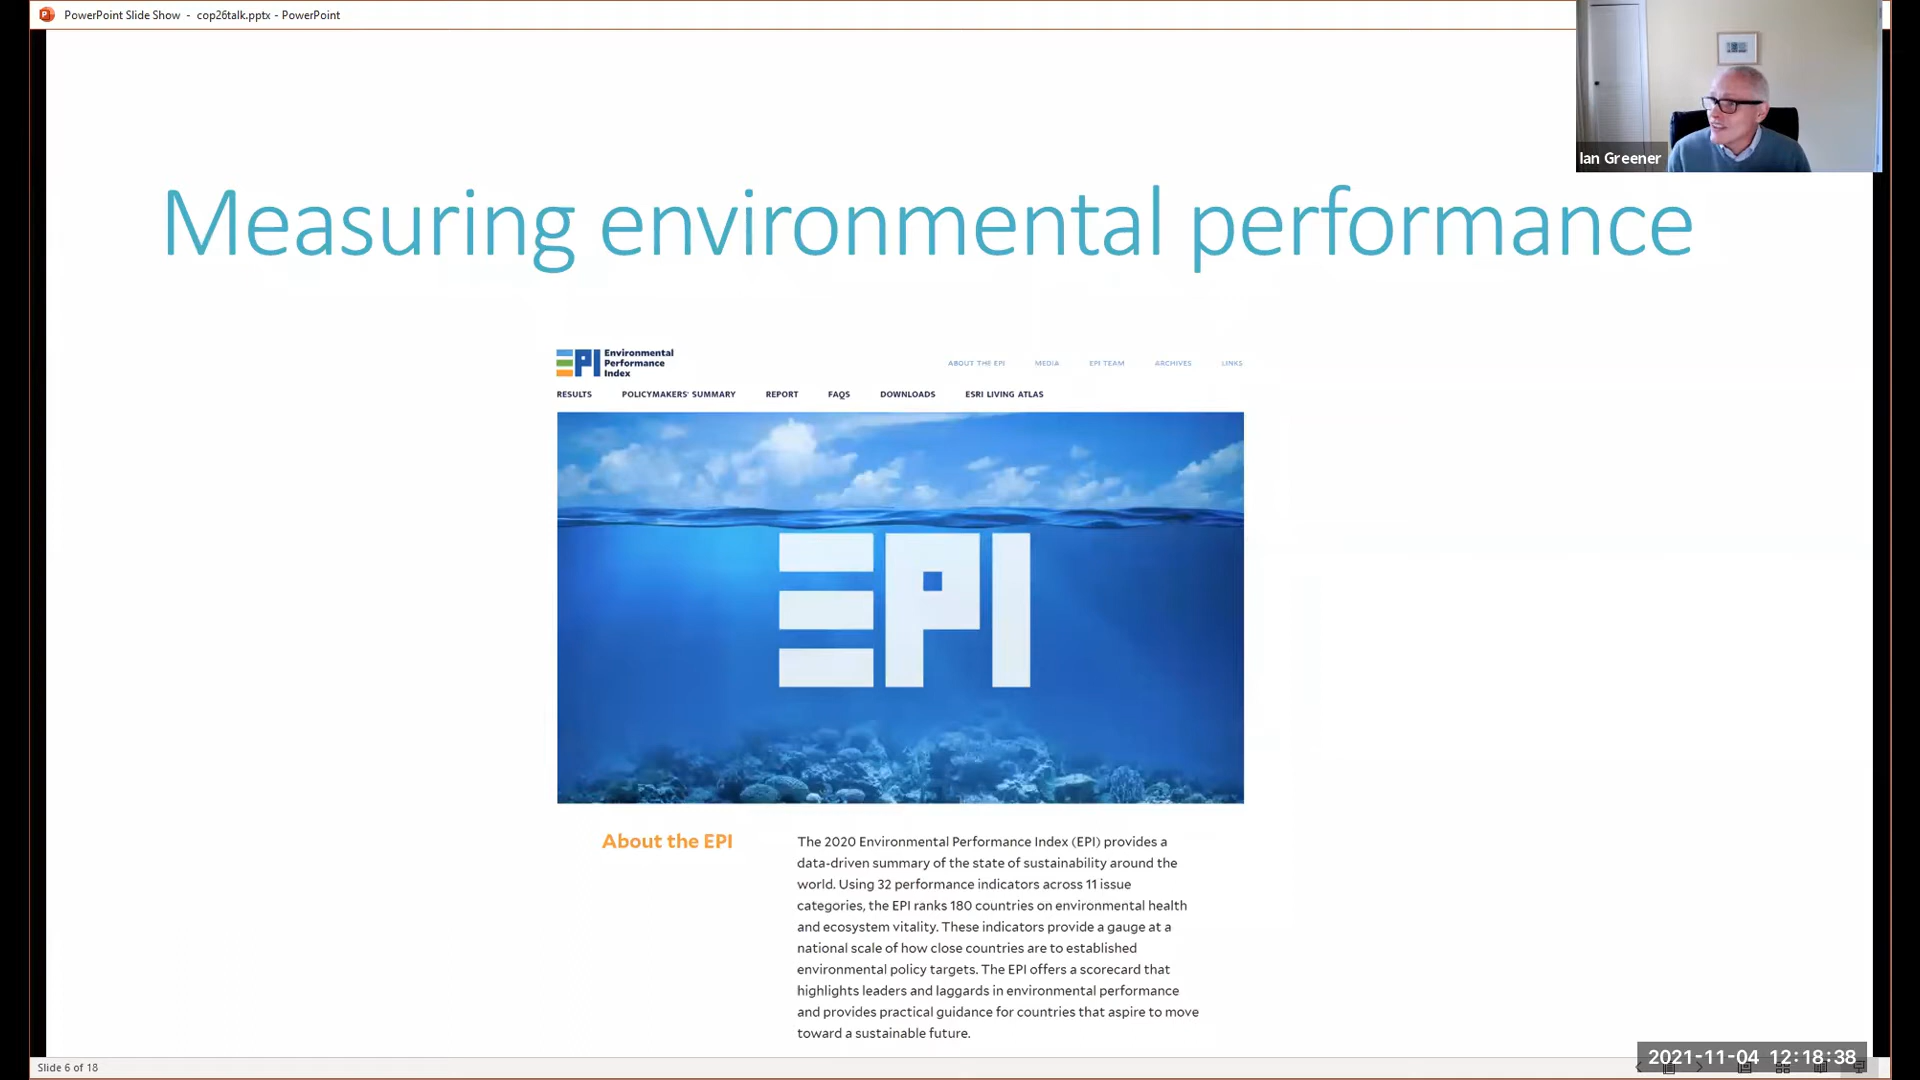 PowerPoint Slide Show - cop26talk.pptx - PowerPoint
Ian Greener
Measuring environmental performance
EPI Environmental
Performance
Index
ABOUT THE EPI MEDIA EPI TEAM ARCHIVES LINKS
RESULTS POLICYMAKERS' SUMMARY REPORT FAQS DOWNLOADS ESRI LIVING ATLAS
EPI
About the EPI
The 2020 Environmental Performance Index (EPI) provides a
data-driven summary of the state of sustainability around the
world. Using 32 performance indicators across 11 issue
categories, the EPI ranks 180 countries on environmental health
and ecosystem vitality. These indicators provide a gauge at a
national scale of how close countries are to established
environmental policy targets. The EPI offers a scorecard that
highlights leaders and laggards in environmental performance
and provides practical guidance for countries that aspire to move
toward a sustainable future.
Slide 6 of 18
2021-11-04 12:18:38